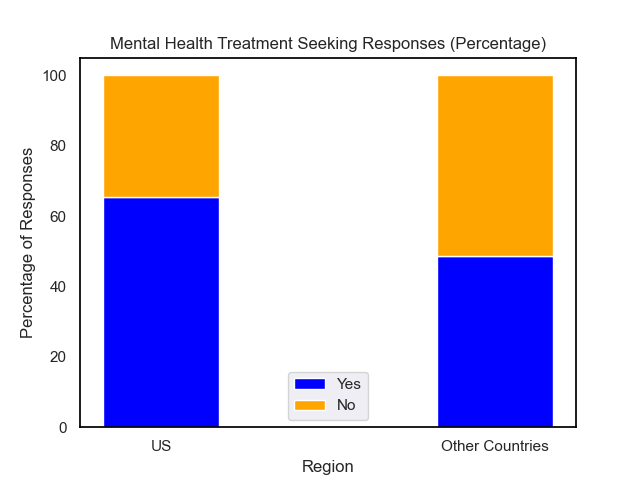 Mental Health Treatment Seeking Responses (Percentage)
Percentage of Responses
100
80
60
40
20
0
Yes
No
US
Other Countries
Region